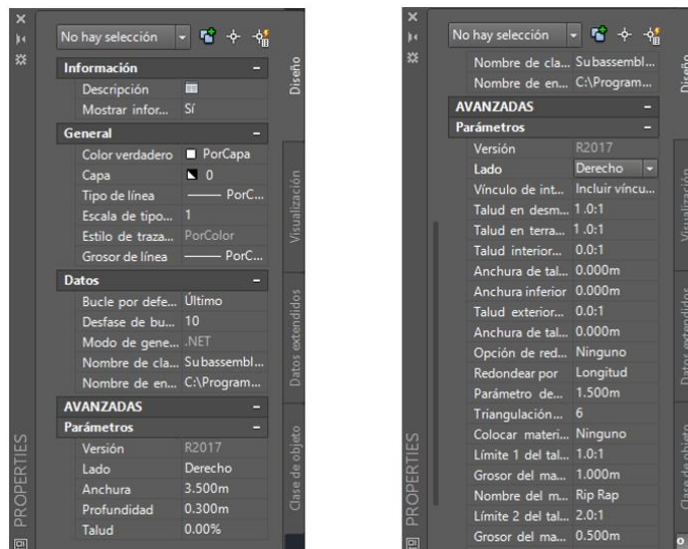 No hay selección
Información
Descripción
Mostrar infor... Sí
General
Color verdadero PorCapa
Capa 0
Tipo de línea PorC...
Escala de tipo... 1
Estilo de traza... PorColor
Grosor de línea PorC...
Datos
Bucle por defe... Último
Desfase de bu... 10
Modo de gene... .NET
Nombre de cla... Subassembl...
Nombre de en... C:\Program...
AVANZADAS
Parámetros
Versión R2017
Lado Derecho
Anchura 3.500m
Profundidad 0.300m
Talud 0.00%
Diseño
Visualización
Datos extendidos
Clase de objeto
PROPERTIES
No hay selección
Nombre de cla... Subassembl...
Nombre de en... C:\Program...
AVANZADAS
Parámetros
Versión R2017
Lado Derecho
Vínculo de int... Incluir víncu...
Talud en desm... 1.0:1
Talud en terra... 1.0:1
Talud interior... 0.0:1
Anchura de tal... 0.000m
Anchura inferior 0.000m
Talud exterior... 0.0:1
Anchura de tal... 0.000m
Opción de red... Ninguno
Redondear por Longitud
Parámetro de... 1.500m
Triangulación... 6
Colocar materi... Ninguno
Límite 1 del tal... 1.0:1
Grosor del ma... 1.000m
Nombre del m... Rip Rap
Límite 2 del tal... 2.0:1
Grosor del ma... 0.500m
Diseño
Visualización
Datos extendidos
Clase de objeto
PROPERTIES